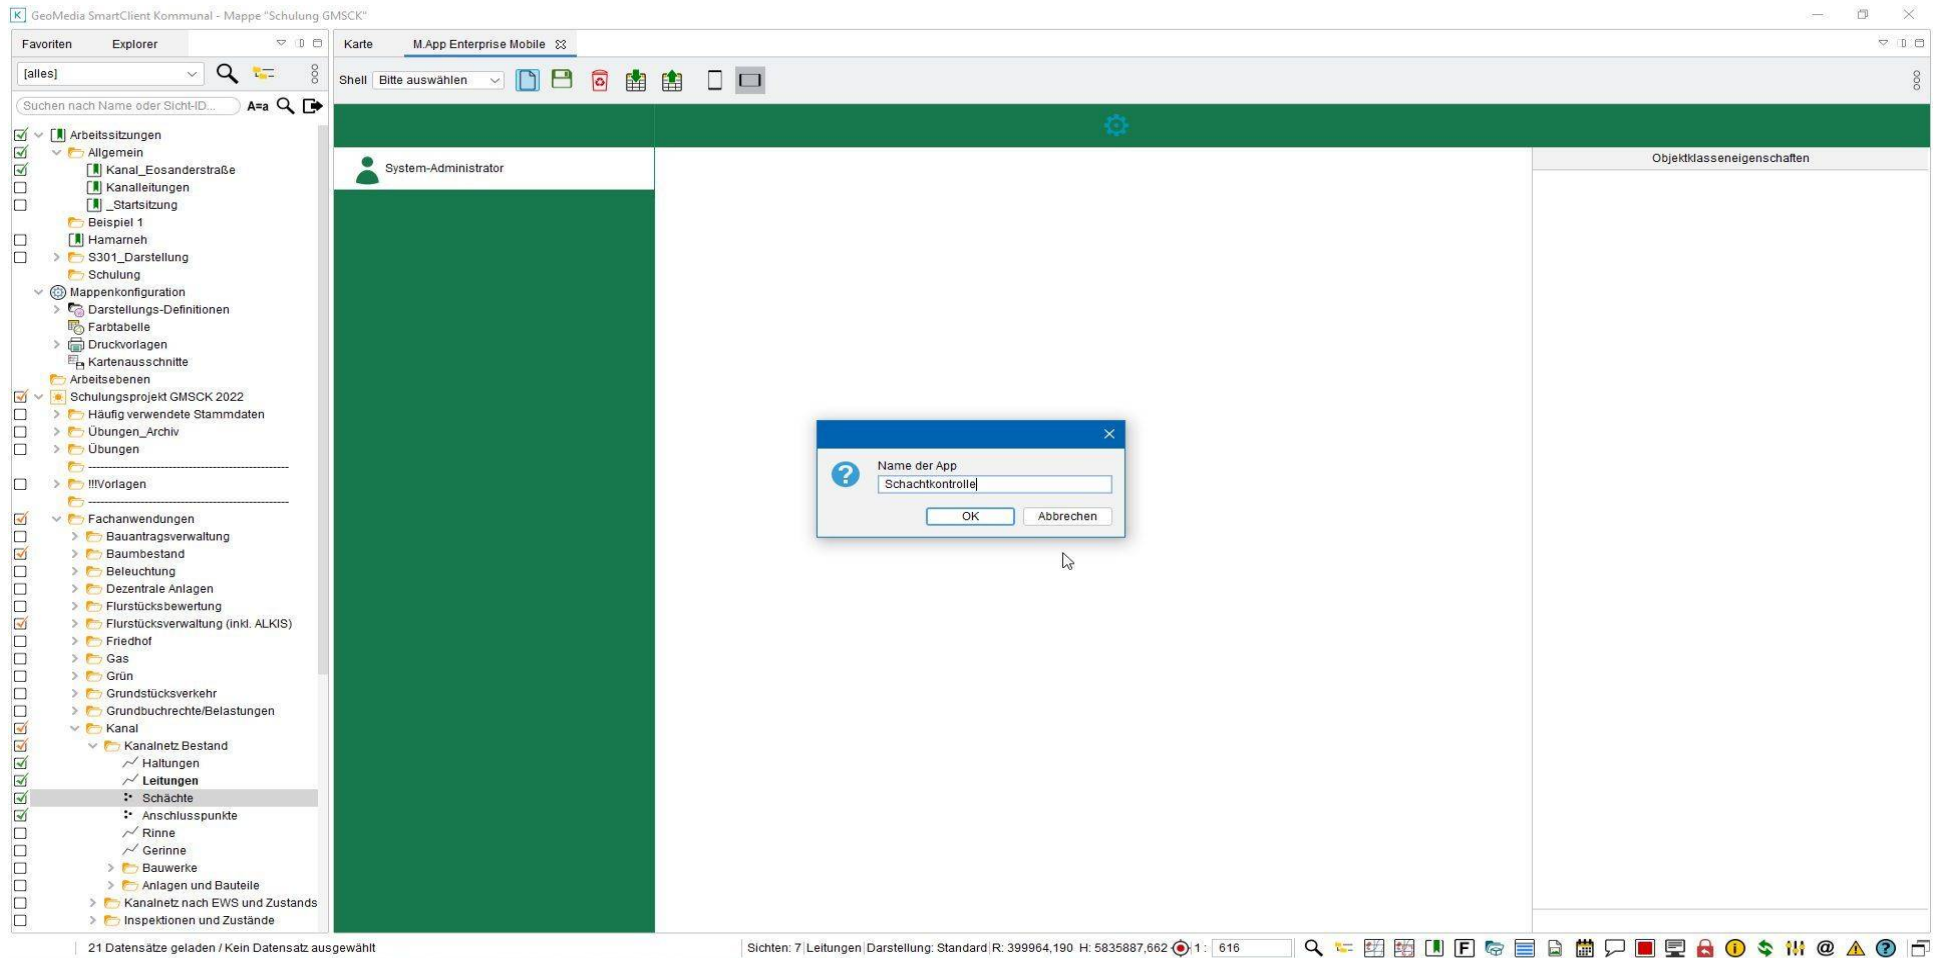 GeoMedia SmartClient Kommunal - Mappe "Schulung GMSCK"
Favoriten Explorer
Karte M.App Enterprise Mobile
[alles]
Shell Bitte auswählen
Suchen nach Name oder Sicht-ID... A=a
Arbeitssitzungen
Allgemein
Kanal_Eosanderstraße
Kanalleitungen
_Startsitzung
Beispiel 1
Hamarneh
S301_Darstellung
Schulung
Mappenkonfiguration
Darstellungs-Definitionen
Farbtabelle
Druckvorlagen
Kartenausschnitte
Arbeitsebenen
Schulungsprojekt GMSCK 2022
Häufig verwendete Stammdaten
Übungen_Archiv
Übungen
--------------------------------------------------
!!!Vorlagen
--------------------------------------------------
Fachanwendungen
Bauantragsverwaltung
Baumbestand
Beleuchtung
Dezentrale Anlagen
Flurstücksbewertung
Flurstücksverwaltung (inkl. ALKIS)
Friedhof
Gas
Grün
Grundstücksverkehr
Grundbuchrechte/Belastungen
Kanal
Kanalnetz Bestand
Haltungen
Leitungen
Schächte
Anschlusspunkte
Rinne
Gerinne
Bauwerke
Anlagen und Bauteile
Kanalnetz nach EWS und Zustands
Inspektionen und Zustände
System-Administrator
Objektklasseneigenschaften
Name der App
Schachtkontrolle
OK Abbrechen
21 Datensätze geladen / Kein Datensatz ausgewählt
Sichten: 7 Leitungen Darstellung: Standard R: 399964,190 H: 5835887,662 1 : 616